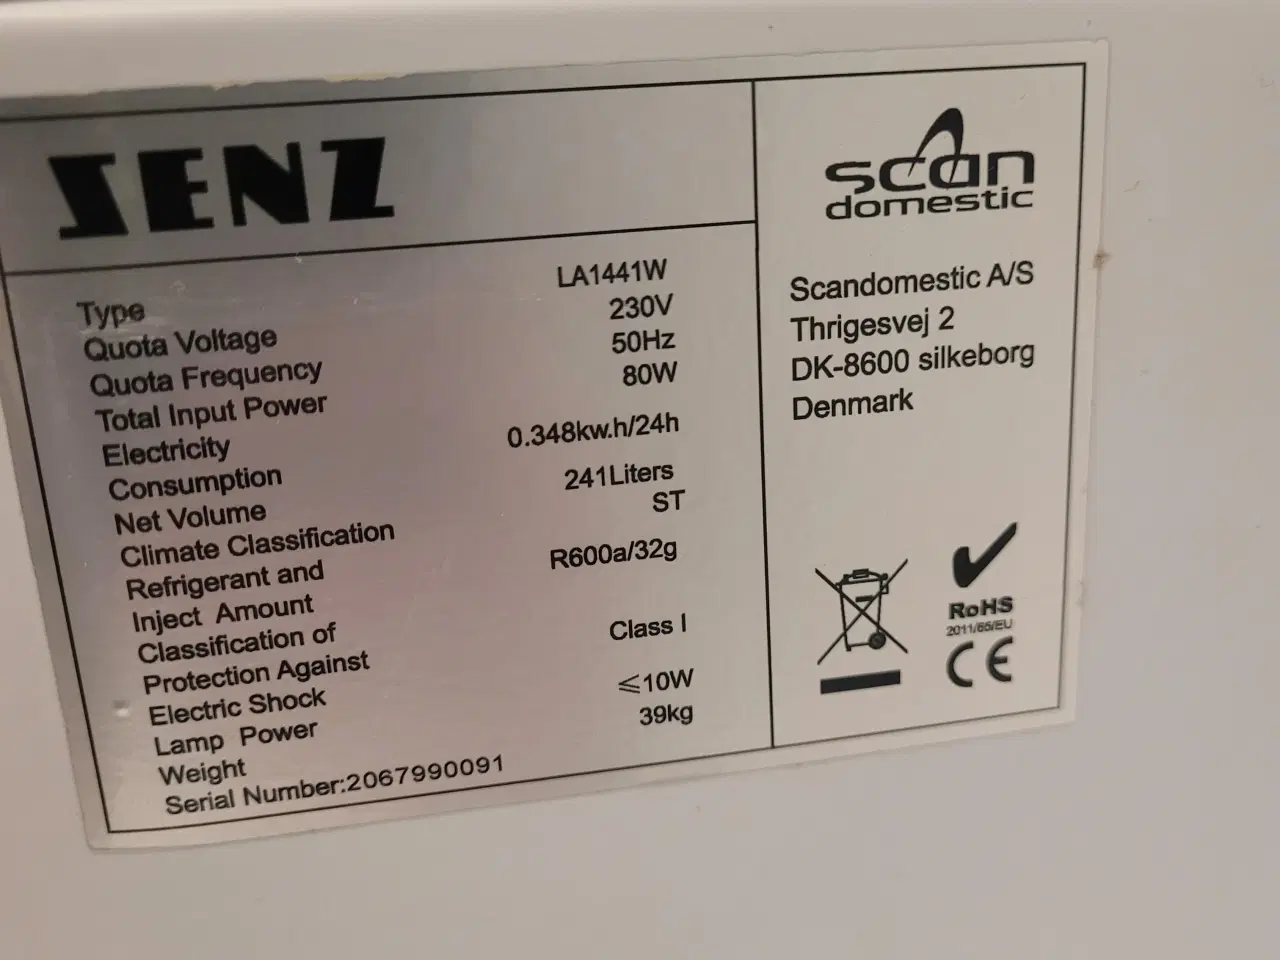 SENZ
Type LA1441W
Quota Voltage 230V
Quota Frequency 50Hz
Total Input Power 80W
Electricity
Consumption 0.348kw.h/24h
Net Volume 241Liters
Climate Classification ST
Refrigerant and
Inject Amount R600a/32g
Classification of
Protection Against
Electric Shock Class I
Lamp Power ≤10W
Weight 39kg
Serial Number:2067990091
scan
domestic
Scandomestic A/S
Thrigesvej 2
DK-8600 silkeborg
Denmark
RoHS
2011/65/EU
CE